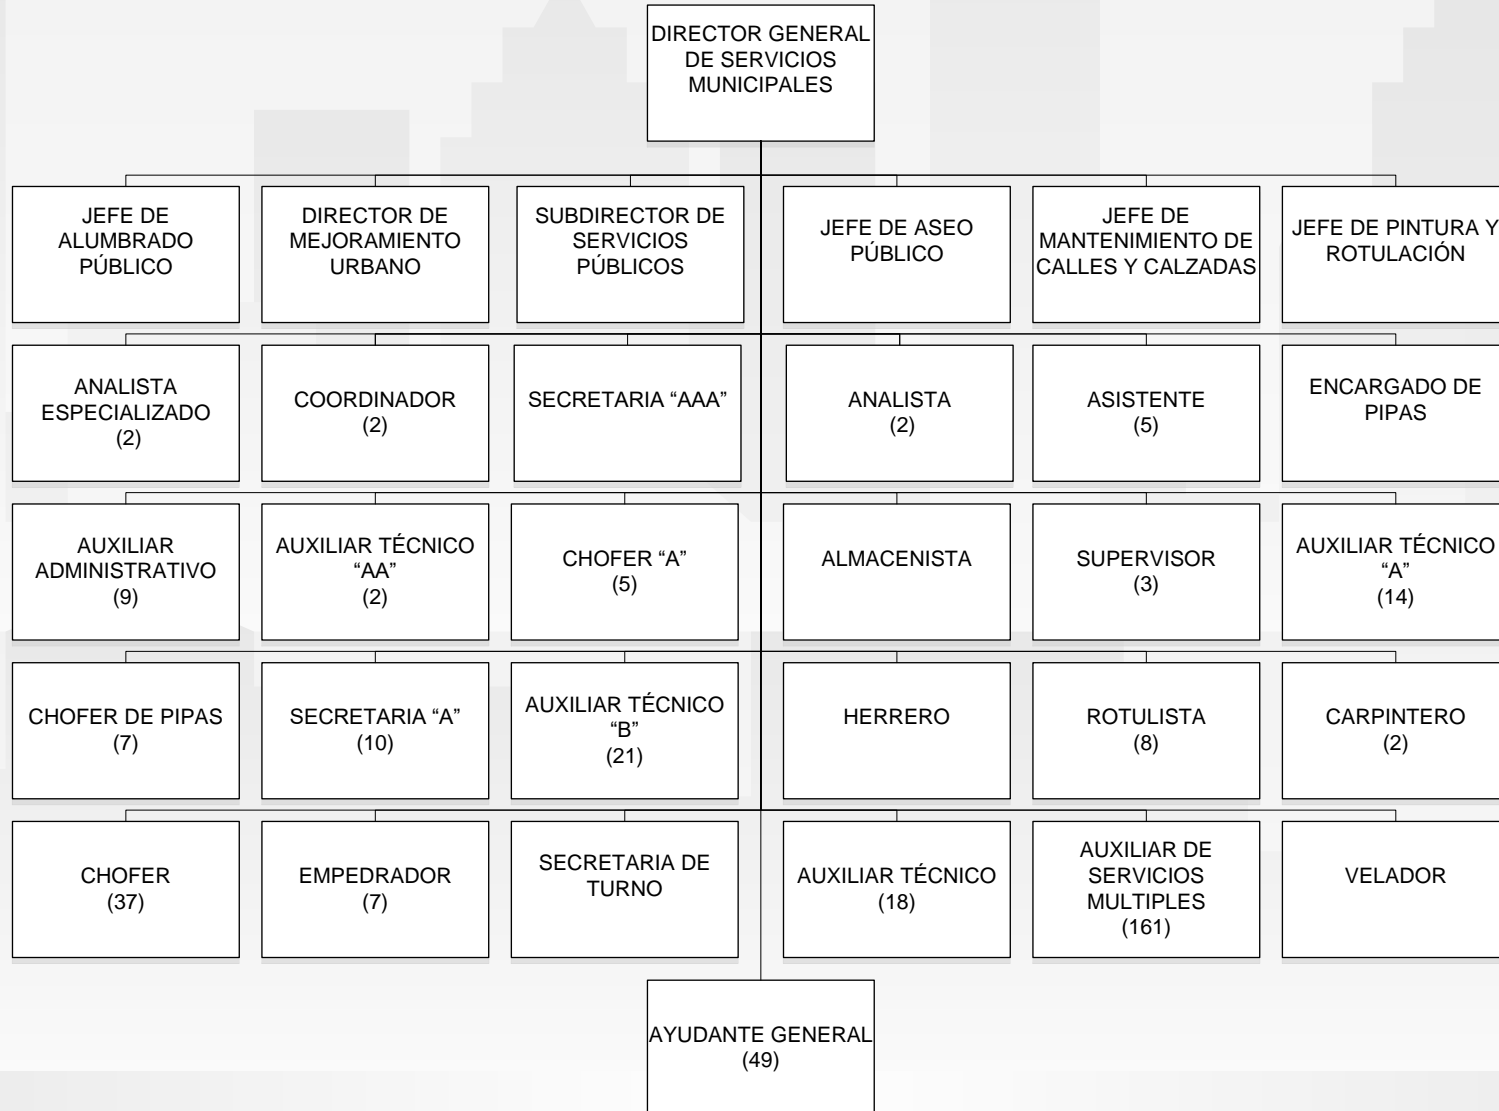 DIRECTOR GENERAL
DE SERVICIOS
MUNICIPALES
JEFE DE
ALUMBRADO
PÚBLICO
DIRECTOR DE
MEJORAMIENTO
URBANO
SUBDIRECTOR DE
SERVICIOS
PÚBLICOS
JEFE DE ASEO
PÚBLICO
JEFE DE
MANTENIMIENTO DE
CALLES Y CALZADAS
JEFE DE PINTURA Y
ROTULACIÓN
ANALISTA
ESPECIALIZADO
(2)
COORDINADOR
(2)
SECRETARIA “AAA”
ANALISTA
(2)
ASISTENTE
(5)
ENCARGADO DE
PIPAS
AUXILIAR
ADMINISTRATIVO
(9)
AUXILIAR TÉCNICO
“AA”
(2)
CHOFER “A”
(5)
ALMACENISTA
SUPERVISOR
(3)
AUXILIAR TÉCNICO
“A”
(14)
CHOFER DE PIPAS
(7)
SECRETARIA “A”
(10)
AUXILIAR TÉCNICO
“B”
(21)
HERRERO
ROTULISTA
(8)
CARPINTERO
(2)
CHOFER
(37)
EMPEDRADOR
(7)
SECRETARIA DE
TURNO
AUXILIAR TÉCNICO
(18)
AUXILIAR DE
SERVICIOS
MULTIPLES
(161)
VELADOR
AYUDANTE GENERAL
(49)